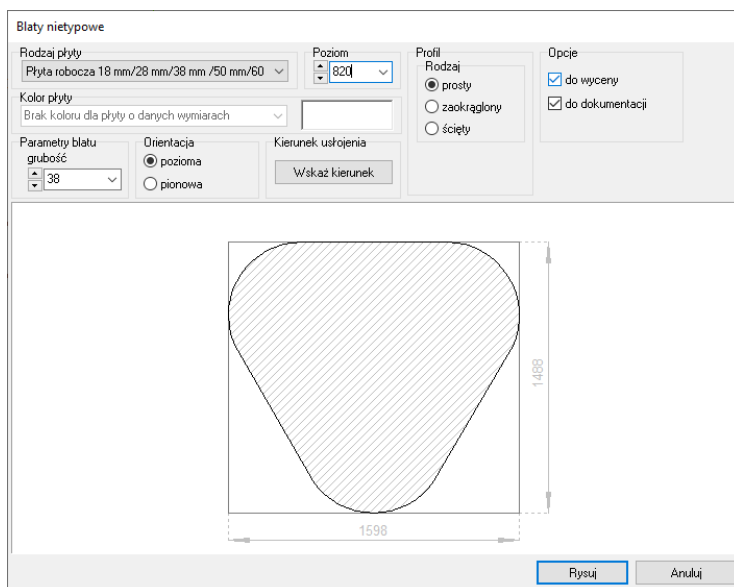 Blaty nietypowe
Rodzaj płyty
Płyta robocza 18 mm/28 mm/38 mm /50 mm/60
Poziom
820
Profil
Rodzaj
prosty
zaokrąglony
ścięty
Opcje
do wyceny
do dokumentacji
Kolor płyty
Brak koloru dla płyty o danych wymiarach
Parametry blatu
grubość
38
Orientacja
pozioma
pionowa
Kierunek usłojenia
Wskaż kierunek
1488
1598
Rysuj
Anuluj